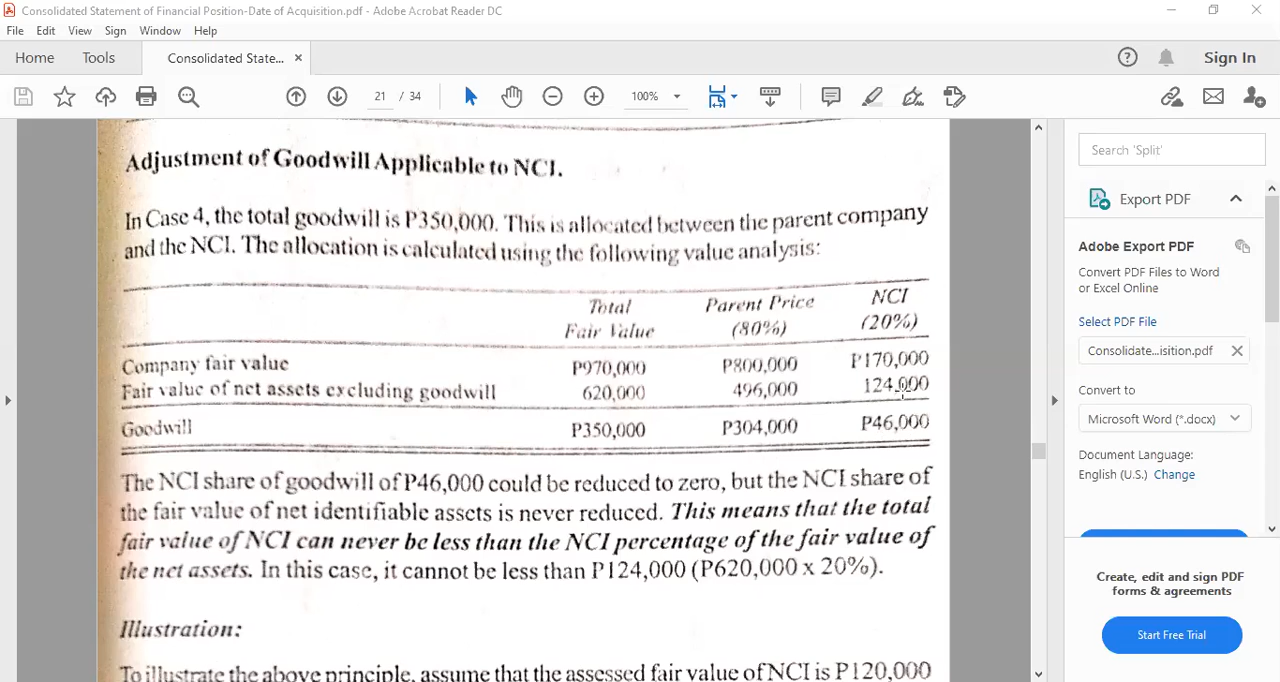 Consolidated Statement of Financial Position-Date of Acquisition.pdf - Adobe Acrobat Reader DC
File Edit View Sign Window Help
Home Tools Consolidated State... × Sign In
21 / 34 100%
Adjustment of Goodwill Applicable to NCI.
In Case 4, the total goodwill is P350,000. This is allocated between the parent company
and the NCI. The allocation is calculated using the following value analysis:
Total Parent Price NCI
Fair Value (80%) (20%)
Company fair value P970,000 P800,000 P170,000
Fair value of net assets excluding goodwill 620,000 496,000 124,000
Goodwill P350,000 P304,000 P46,000
The NCI share of goodwill of P46,000 could be reduced to zero, but the NCI share of
the fair value of net identifiable assets is never reduced. This means that the total
fair value of NCI can never be less than the NCI percentage of the fair value of
the net assets. In this case, it cannot be less than P124,000 (P620,000 x 20%).
Illustration:
To illustrate the above principle, assume that the assessed fair value of NCI is P120,000
Search 'Split'
Export PDF
Adobe Export PDF
Convert PDF Files to Word
or Excel Online
Select PDF File
Consolidate...isition.pdf
Convert to
Microsoft Word (*.docx)
Document Language:
English (U.S.) Change
Create, edit and sign PDF
forms & agreements
Start Free Trial